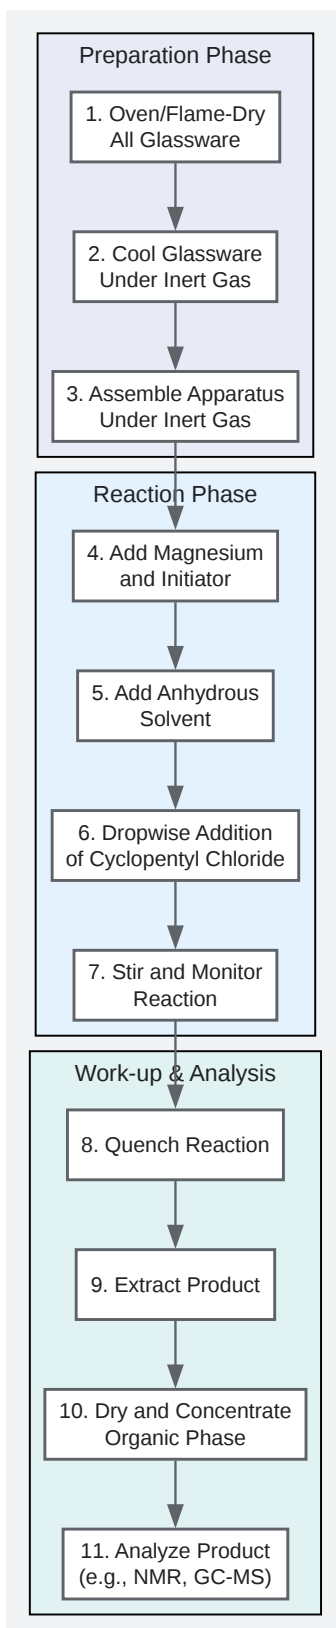 Preparation Phase
1. Oven/Flame-Dry
All Glassware
2. Cool Glassware
Under Inert Gas
3. Assemble Apparatus
Under Inert Gas
Reaction Phase
4. Add Magnesium
and Initiator
5. Add Anhydrous
Solvent
6. Dropwise Addition
of Cyclopentyl Chloride
7. Stir and Monitor
Reaction
Work-up & Analysis
8. Quench Reaction
9. Extract Product
10. Dry and Concentrate
Organic Phase
11. Analyze Product
(e.g., NMR, GC-MS)